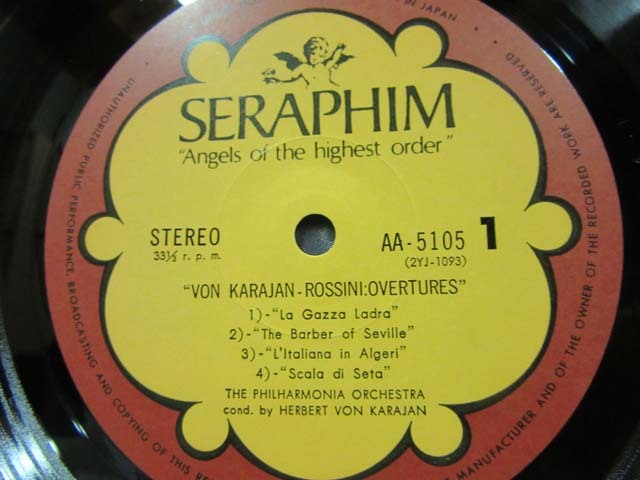 IN JAPAN
SERAPHIM
"Angels of the highest order"
STEREO
33⅓ r. p. m.
AA-5105 1
(2YJ-1093)
"VON KARAJAN-ROSSINI:OVERTURES"
1)-"La Gazza Ladra"
2)-"The Barber of Seville"
3)-"L'Italiana in Algeri"
4)-"Scala di Seta"
THE PHILHARMONIA ORCHESTRA
cond. by HERBERT VON KARAJAN
MANUFACTURER AND OF THE OWNER OF THE RECORDED WORK ARE RESERVED
UNAUTHORIZED PUBLIC PERFORMANCE, BROADCASTING AND COPYING OF THIS